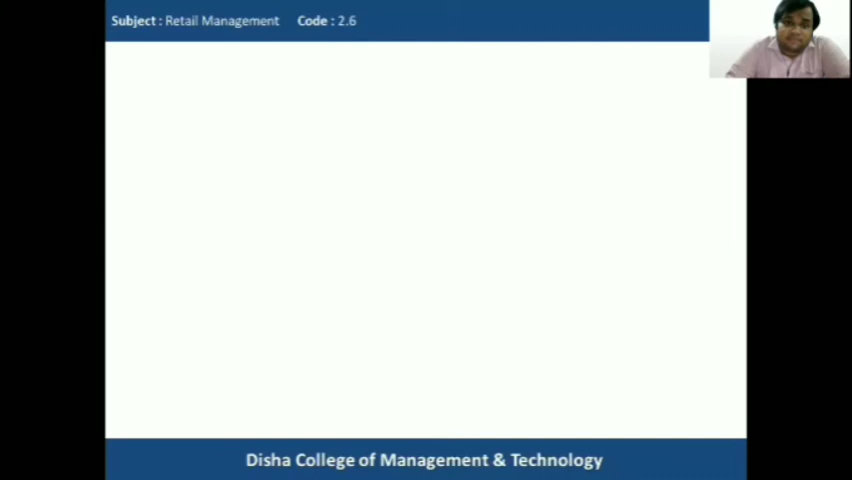 Subject : Retail Management Code : 2.6
Disha College of Management & Technology